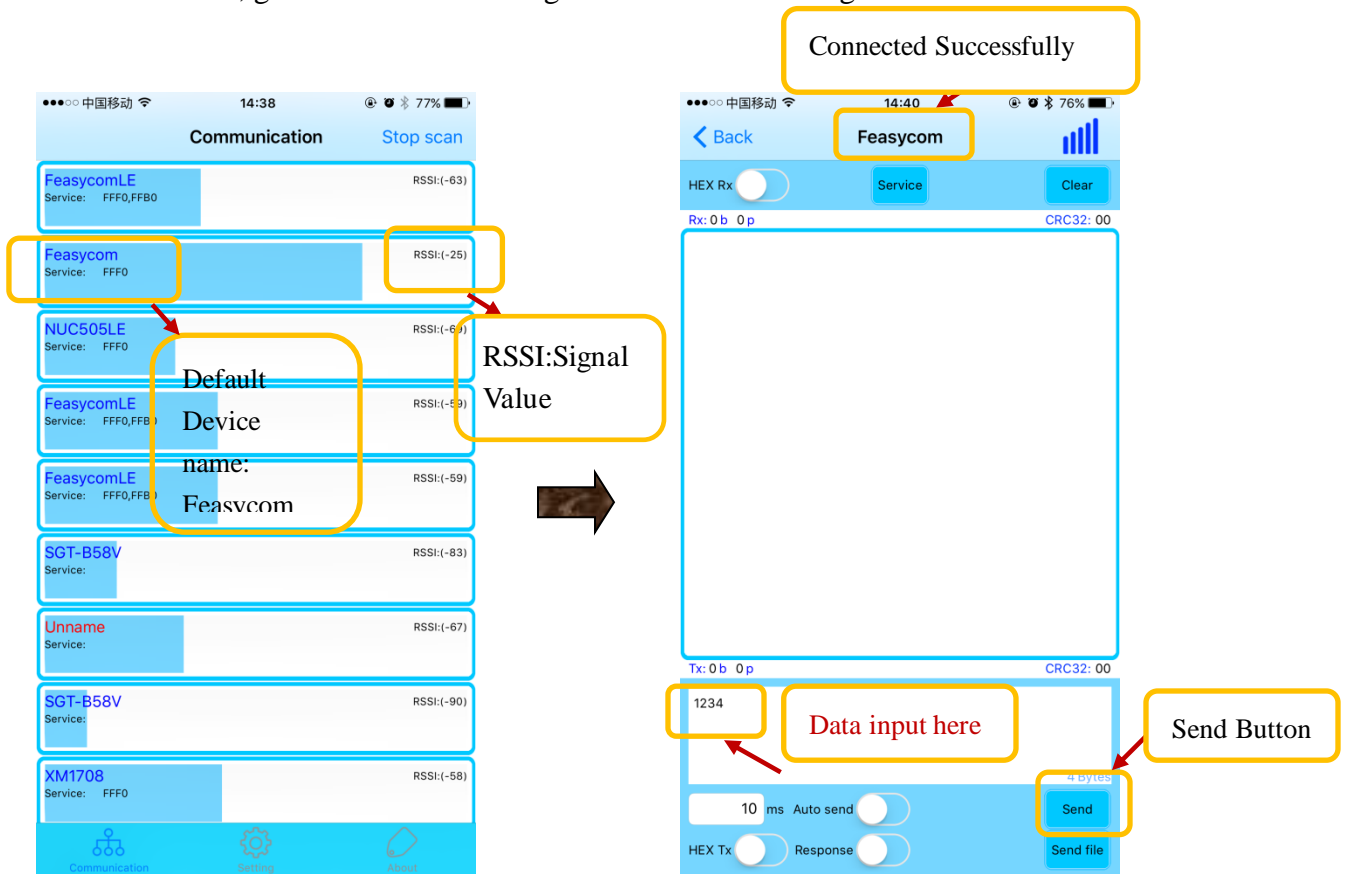 Connected Successfully
中国移动 14:38 77%
Communication Stop scan
FeasycomLE RSSI:(-63)
Service: FFF0,FFB0
Feasycom RSSI:(-25)
Service: FFF0
NUC505LE RSSI:(-69)
Service: FFF0
RSSI:Signal
Value
Default
Device
name:
Feasycom
FeasycomLE RSSI:(-59)
Service: FFF0,FFB0
FeasycomLE RSSI:(-59)
Service: FFF0,FFB0
SGT-B58V RSSI:(-83)
Service:
Unname RSSI:(-67)
Service:
SGT-B58V RSSI:(-90)
Service:
XM1708 RSSI:(-58)
Service: FFF0
Communication Setting About
中国移动 14:40 76%
Back Feasycom
HEX Rx Service Clear
Rx: 0 b 0 p CRC32: 00
Tx: 0 b 0 p CRC32: 00
1234
Data input here
Send Button
4 Bytes
10 ms Auto send Send
HEX Tx Response Send file